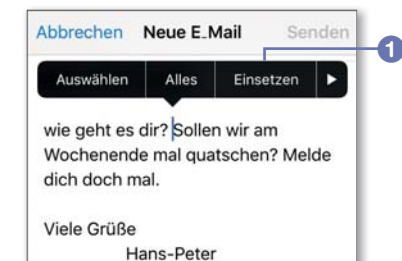 Abbrechen Neue E-Mail Senden
1
Auswählen Alles Einsetzen ▶
wie geht es dir? Sollen wir am
Wochenende mal quatschen? Melde
dich doch mal.
Viele Grüße
Hans-Peter